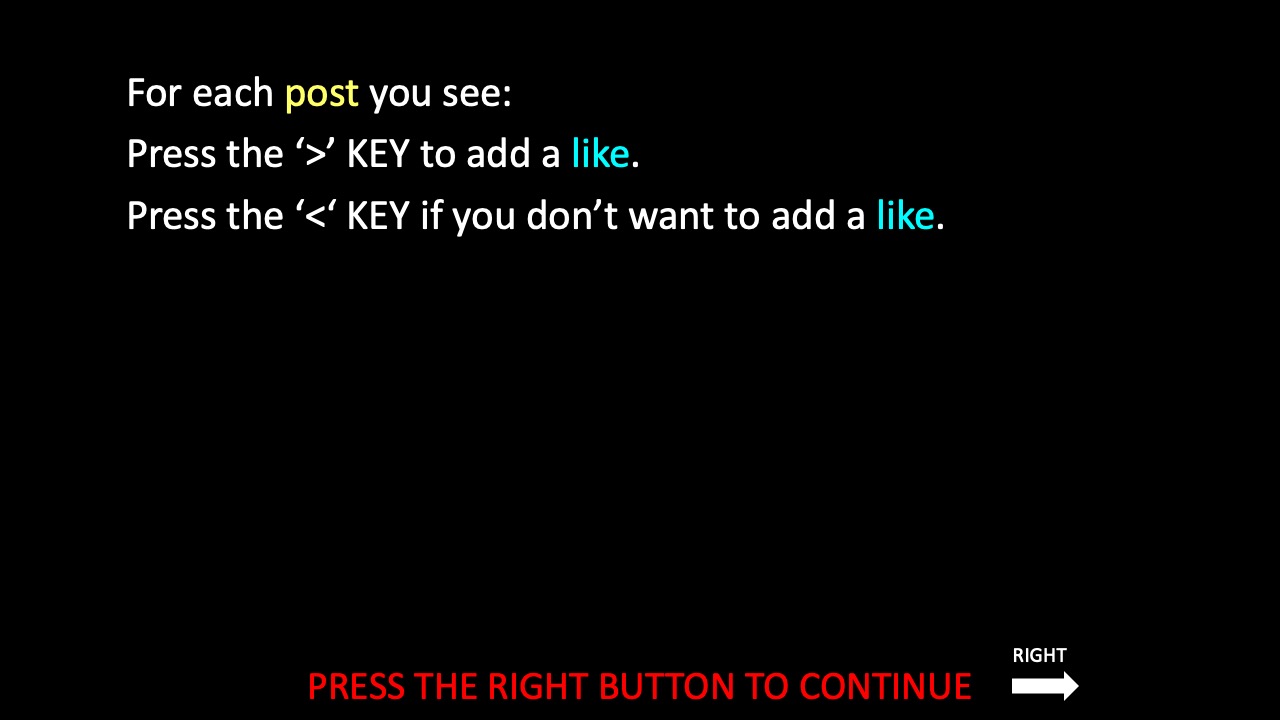 For each post you see:
Press the ‘>’ KEY to add a like.
Press the ‘<‘ KEY if you don’t want to add a like.
RIGHT
PRESS THE RIGHT BUTTON TO CONTINUE